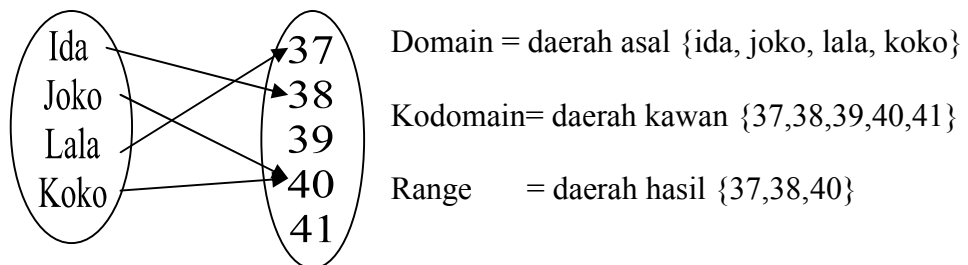 Ida
Joko
Lala
Koko
37
38
39
40
41
Domain = daerah asal {ida, joko, lala, koko}
Kodomain= daerah kawan {37,38,39,40,41}
Range = daerah hasil {37,38,40}